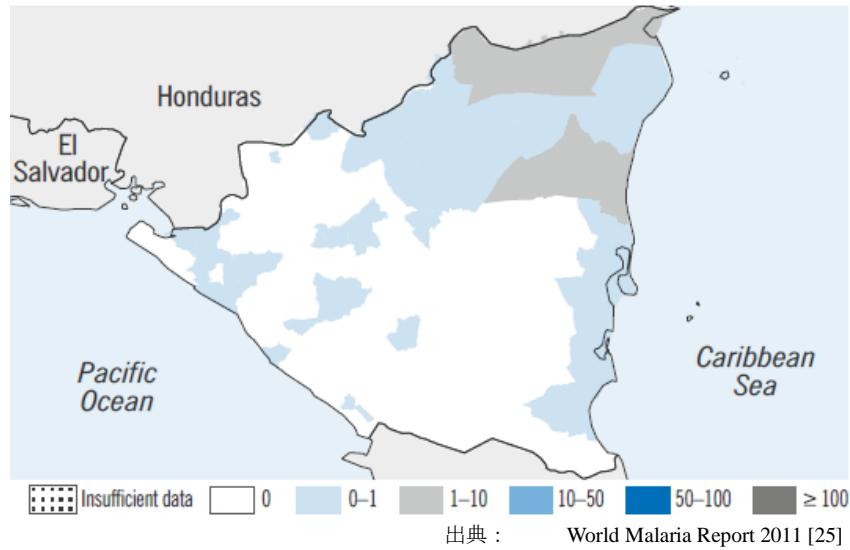 Honduras
El
Salvador
Pacific
Ocean
Caribbean
Sea
Insufficient data 0 0–1 1–10 10–50 50–100 ≥ 100
出典： World Malaria Report 2011 [25]